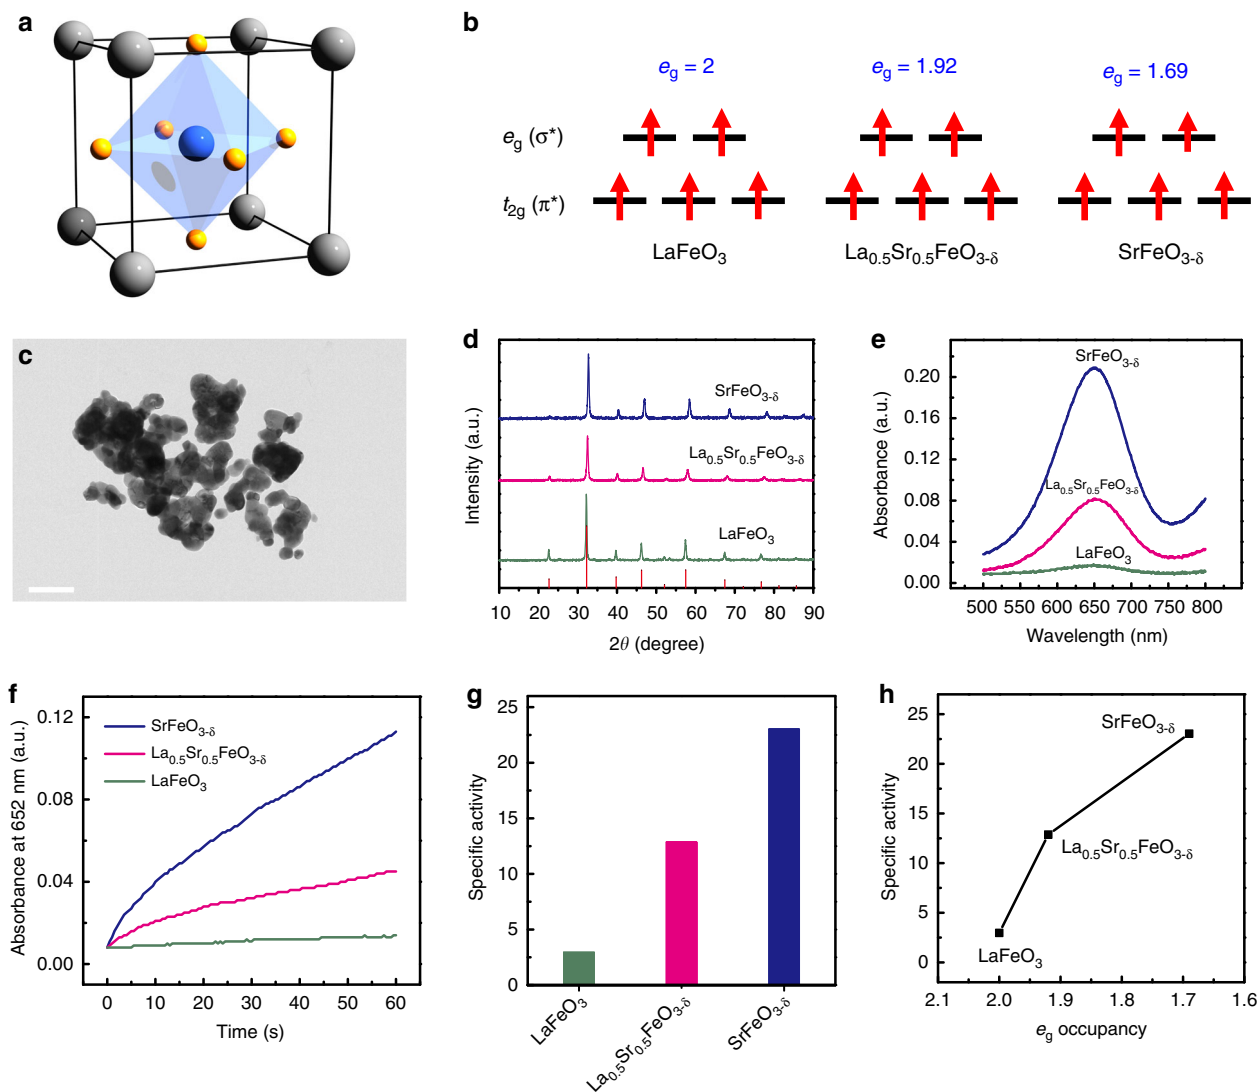 a
b
e_g = 2
e_g = 1.92
e_g = 1.69
e_g (σ*)
t_2g (π*)
LaFeO₃
La₀.₅Sr₀.₅FeO₃₋δ
SrFeO₃₋δ
c
d
Intensity (a.u.)
SrFeO₃₋δ
La₀.₅Sr₀.₅FeO₃₋δ
LaFeO₃
10 20 30 40 50 60 70 80 90
2θ (degree)
e
Absorbance (a.u.)
0.20
0.16
0.12
0.08
0.04
0.00
SrFeO₃₋δ
La₀.₅Sr₀.₅FeO₃₋δ
LaFeO₃
500 550 600 650 700 750 800
Wavelength (nm)
f
Absorbance at 652 nm (a.u.)
0.12
0.08
0.04
0.00
SrFeO₃₋δ
La₀.₅Sr₀.₅FeO₃₋δ
LaFeO₃
0 10 20 30 40 50 60
Time (s)
g
Specific activity
25
20
15
10
5
0
LaFeO₃
La₀.₅Sr₀.₅FeO₃₋δ
SrFeO₃₋δ
h
Specific activity
25
20
15
10
5
0
SrFeO₃₋δ
La₀.₅Sr₀.₅FeO₃₋δ
LaFeO₃
2.1 2.0 1.9 1.8 1.7 1.6
e_g occupancy